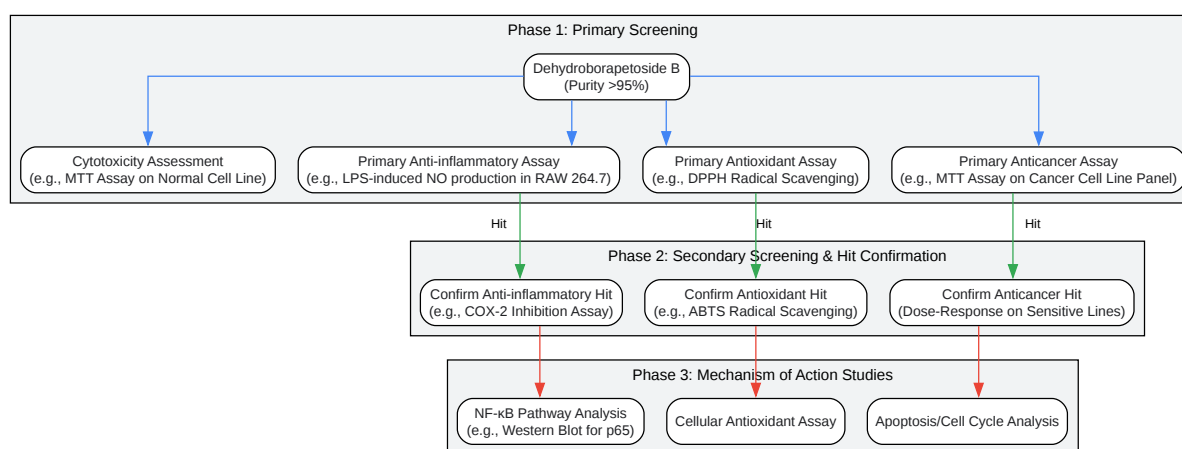 Phase 1: Primary Screening
Dehydroborapetoside B
(Purity >95%)
Cytotoxicity Assessment
(e.g., MTT Assay on Normal Cell Line)
Primary Anti-inflammatory Assay
(e.g., LPS-induced NO production in RAW 264.7)
Primary Antioxidant Assay
(e.g., DPPH Radical Scavenging)
Primary Anticancer Assay
(e.g., MTT Assay on Cancer Cell Line Panel)
Hit
Hit
Hit
Phase 2: Secondary Screening & Hit Confirmation
Confirm Anti-inflammatory Hit
(e.g., COX-2 Inhibition Assay)
Confirm Antioxidant Hit
(e.g., ABTS Radical Scavenging)
Confirm Anticancer Hit
(Dose-Response on Sensitive Lines)
Phase 3: Mechanism of Action Studies
NF-κB Pathway Analysis
(e.g., Western Blot for p65)
Cellular Antioxidant Assay
Apoptosis/Cell Cycle Analysis